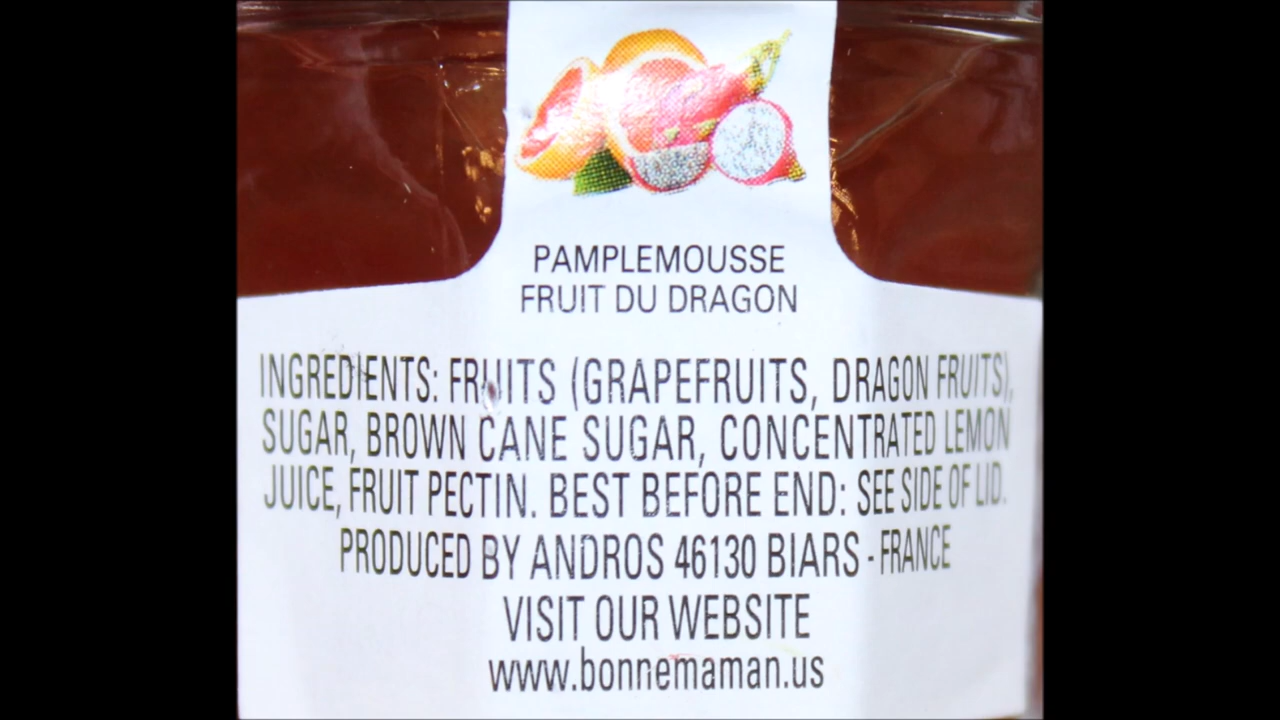 PAMPLEMOUSSE
FRUIT DU DRAGON
INGREDIENTS: FRUITS (GRAPEFRUITS, DRAGON FRUITS),
SUGAR, BROWN CANE SUGAR, CONCENTRATED LEMON
JUICE, FRUIT PECTIN. BEST BEFORE END: SEE SIDE OF LID.
PRODUCED BY ANDROS 46130 BIARS - FRANCE
VISIT OUR WEBSITE
www.bonnemaman.us